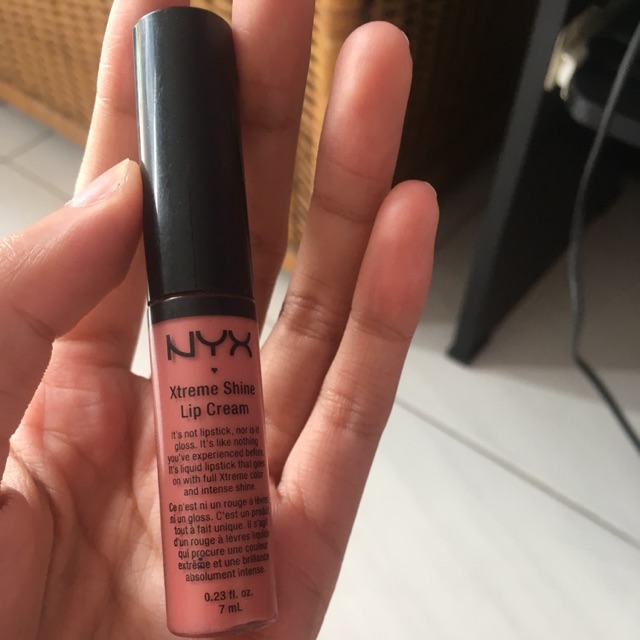 NYX
Xtreme Shine
Lip Cream
It's not lipstick, nor is it
gloss. It's like nothing
you've experienced before.
It's liquid lipstick that goes
on with full Xtreme color
and intense shine.
Ce n'est ni un rouge à lèvres
ni un gloss. C'est un produit
tout à fait unique. Il s'agit
d'un rouge à lèvres liquide
qui procure une couleur
extrême et une brillance
absolument intense.
0.23 fl. oz.
7 mL